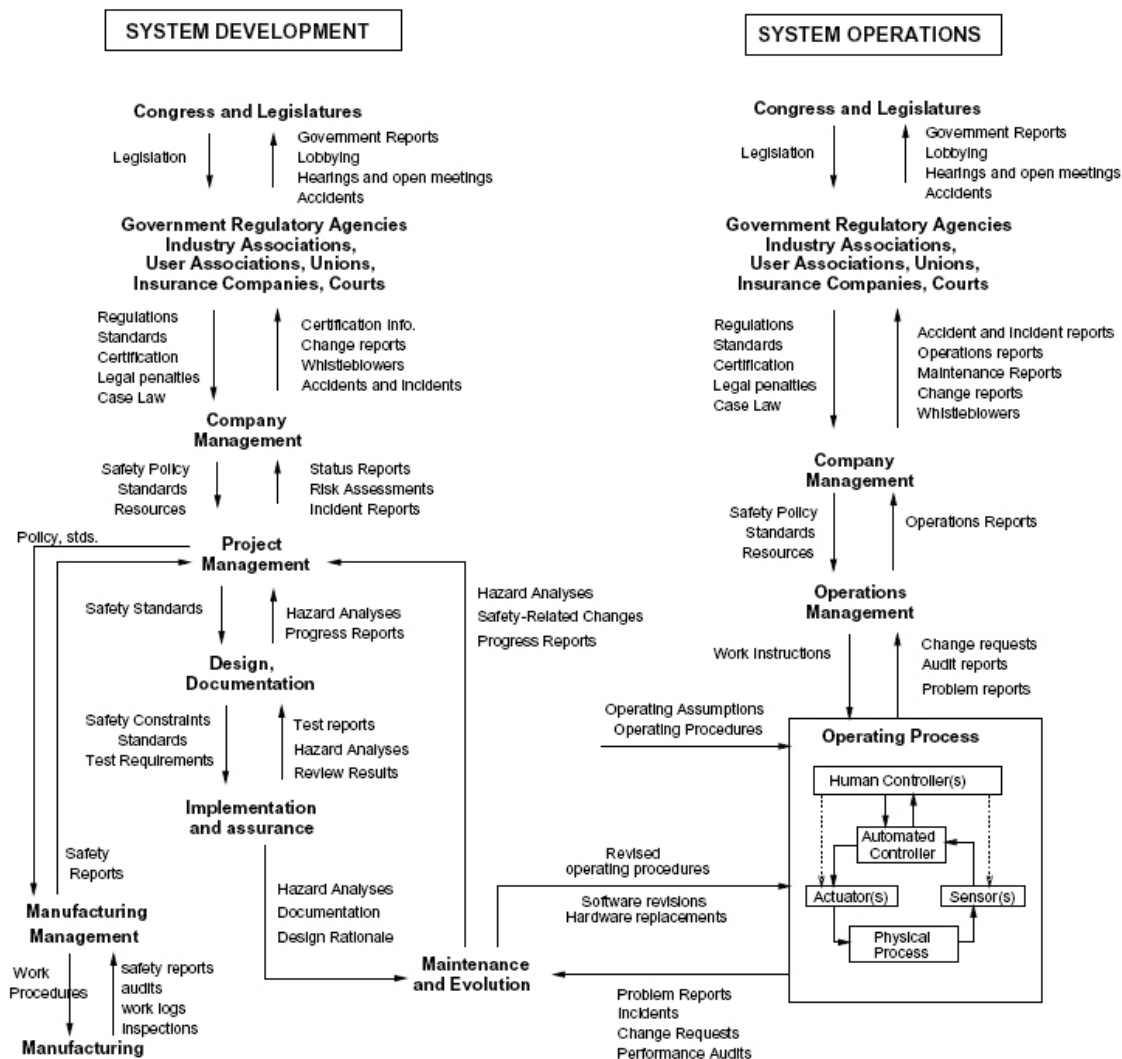 SYSTEM DEVELOPMENT
Congress and Legislatures
Legislation
Government Reports
Lobbying
Hearings and open meetings
Accidents
Government Regulatory Agencies
Industry Associations,
User Associations, Unions,
Insurance Companies, Courts
Regulations
Standards
Certification
Legal penalties
Case Law
Certification Info.
Change reports
Whistleblowers
Accidents and incidents
Company
Management
Safety Policy
Standards
Resources
Status Reports
Risk Assessments
Incident Reports
Policy, stds.
Project
Management
Safety Standards
Hazard Analyses
Progress Reports
Hazard Analyses
Safety-Related Changes
Progress Reports
Design,
Documentation
Safety Constraints
Standards
Test Requirements
Test reports
Hazard Analyses
Review Results
Implementation
and assurance
Safety
Reports
Hazard Analyses
Documentation
Design Rationale
Manufacturing
Management
Work
Procedures
safety reports
audits
work logs
inspections
Manufacturing
Maintenance
and Evolution
SYSTEM OPERATIONS
Congress and Legislatures
Legislation
Government Reports
Lobbying
Hearings and open meetings
Accidents
Government Regulatory Agencies
Industry Associations,
User Associations, Unions,
Insurance Companies, Courts
Regulations
Standards
Certification
Legal penalties
Case Law
Accident and incident reports
Operations reports
Maintenance Reports
Change reports
Whistleblowers
Company
Management
Safety Policy
Standards
Resources
Operations Reports
Operations
Management
Work Instructions
Change requests
Audit reports
Problem reports
Operating Assumptions
Operating Procedures
Operating Process
Human Controller(s)
Automated
Controller
Actuator(s)
Sensor(s)
Physical
Process
Revised
operating procedures
Software revisions
Hardware replacements
Problem Reports
Incidents
Change Requests
Performance Audits